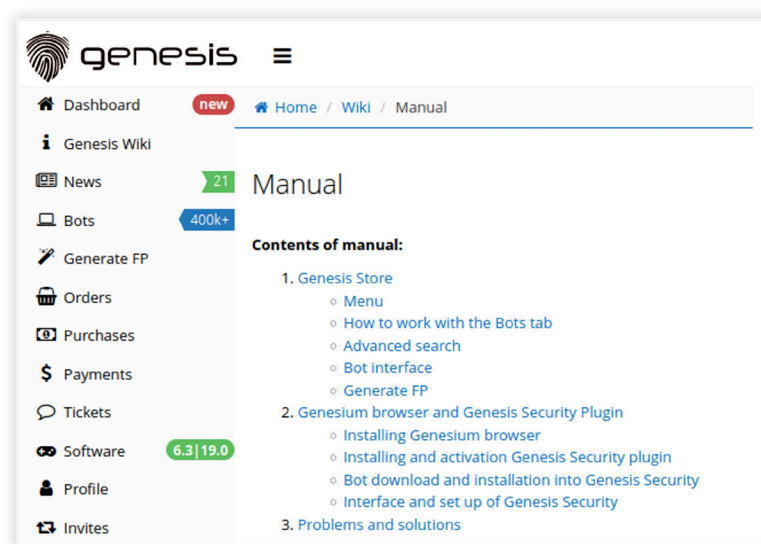 genesis
Dashboard new
Genesis Wiki
News 21
Bots 400k+
Generate FP
Orders
Purchases
Payments
Tickets
Software 6.3|19.0
Profile
Invites
Home / Wiki / Manual
Manual
Contents of manual:
1. Genesis Store
Menu
How to work with the Bots tab
Advanced search
Bot interface
Generate FP
2. Genesium browser and Genesis Security Plugin
Installing Genesium browser
Installing and activation Genesis Security plugin
Bot download and installation into Genesis Security
Interface and set up of Genesis Security
3. Problems and solutions